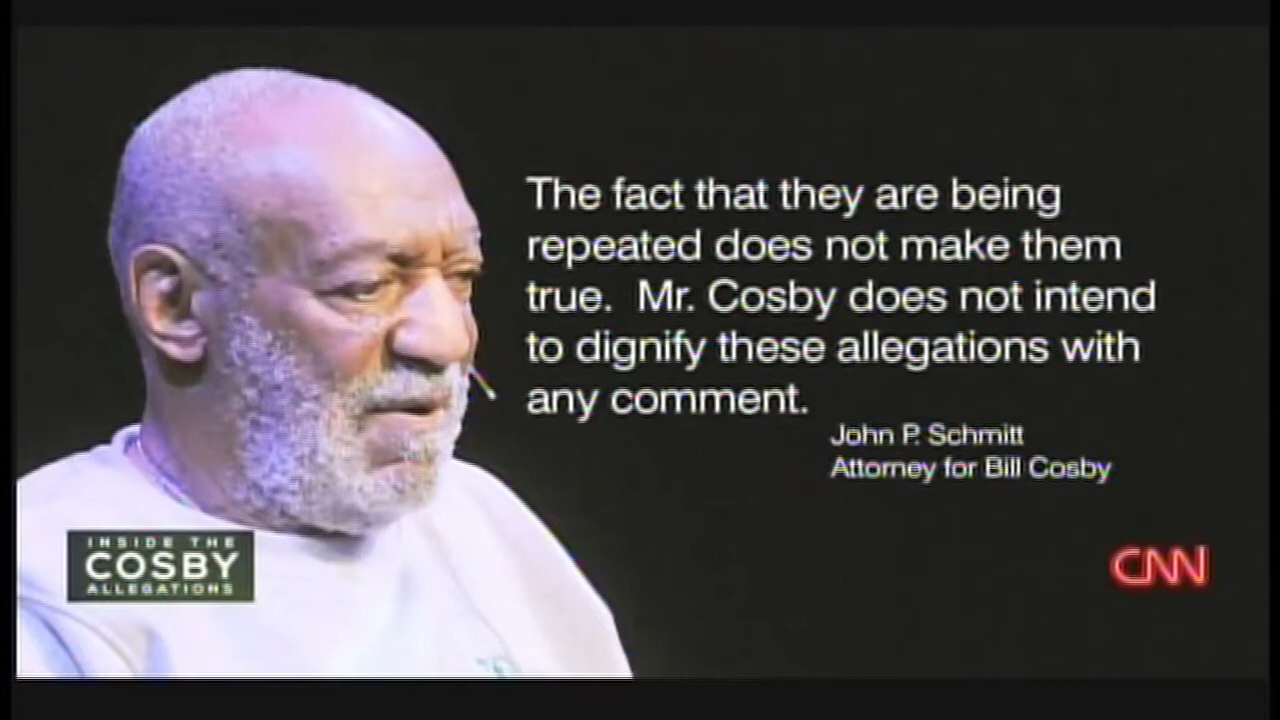 The fact that they are being
repeated does not make them
true. Mr. Cosby does not intend
to dignify these allegations with
any comment.
John P. Schmitt
Attorney for Bill Cosby
INSIDE THE
COSBY
ALLEGATIONS
CNN